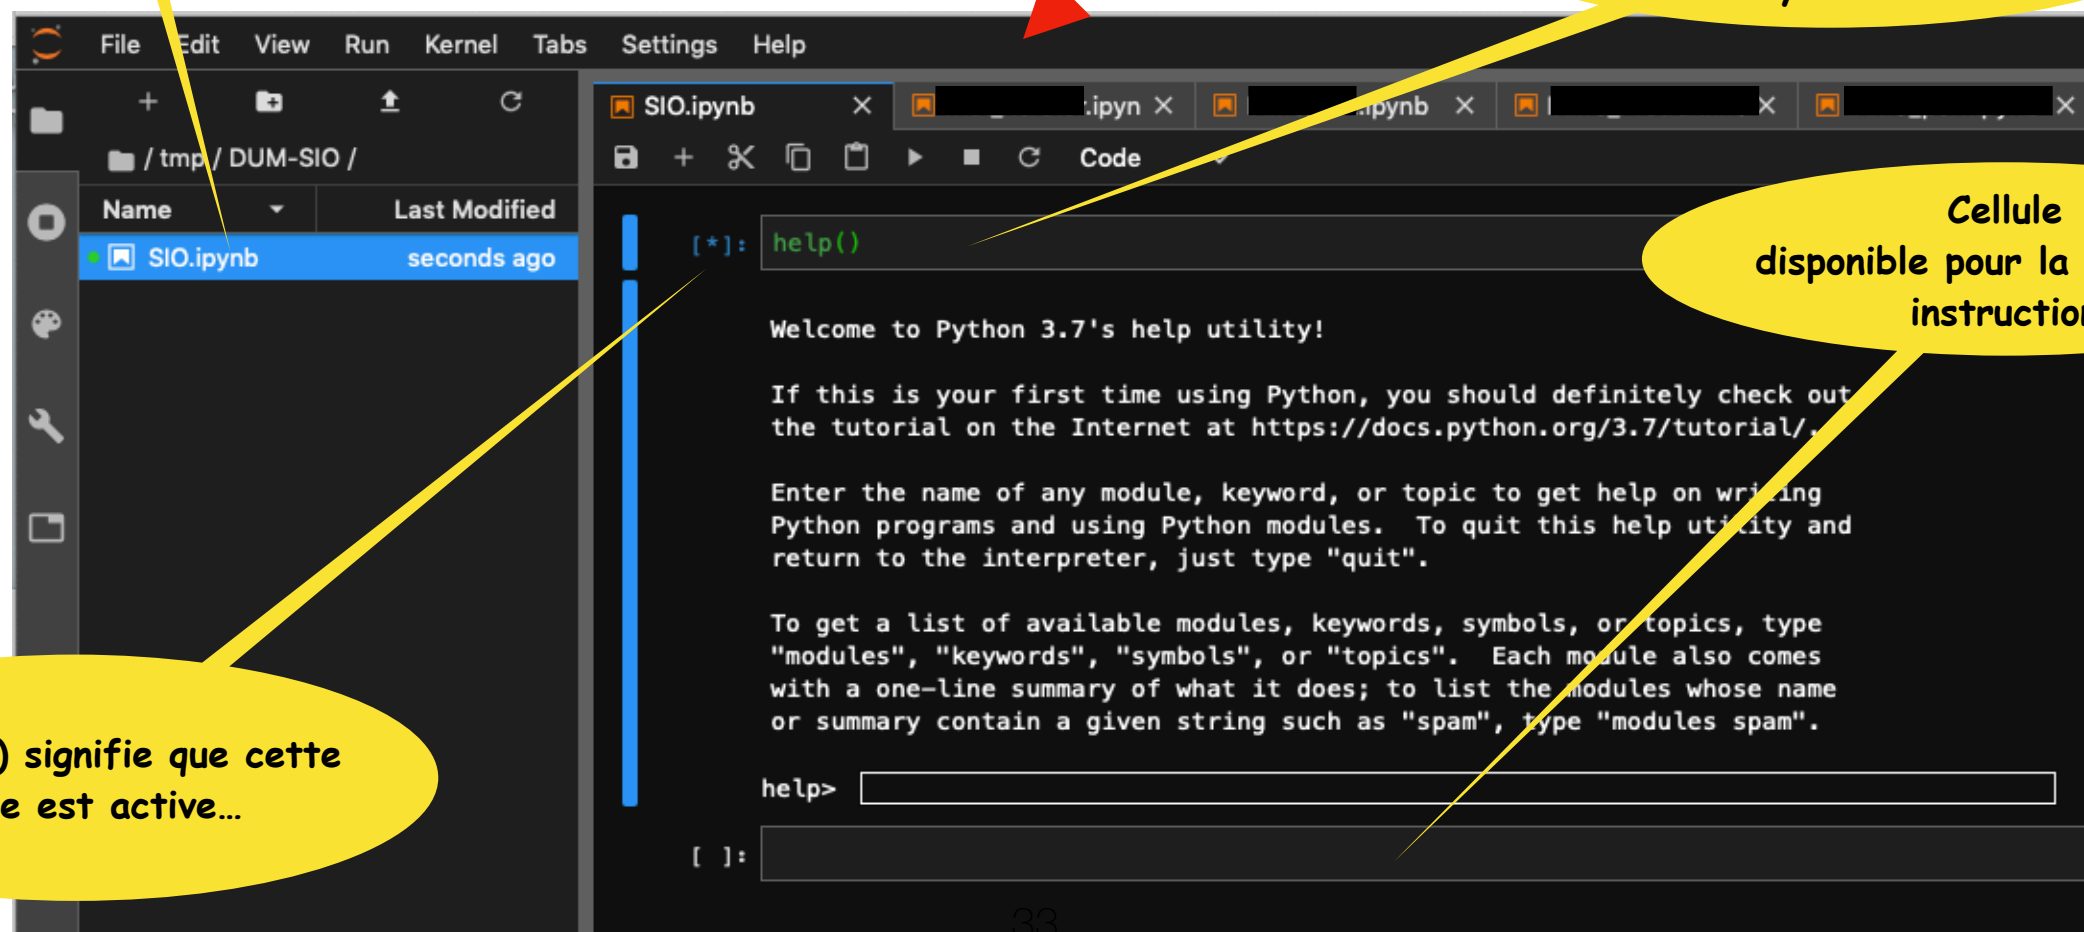 File Edit View Run Kernel Tabs Settings Help
SIO.ipynb .ipyn .ipynb
/ tmp / DUM-SIO /
Code
Name Last Modified
SIO.ipynb seconds ago
[*]: help()
Cellule
disponible pour la
instruction
Welcome to Python 3.7's help utility!
If this is your first time using Python, you should definitely check out
the tutorial on the Internet at https://docs.python.org/3.7/tutorial/.
Enter the name of any module, keyword, or topic to get help on writing
Python programs and using Python modules. To quit this help utility and
return to the interpreter, just type "quit".
To get a list of available modules, keywords, symbols, or topics, type
"modules", "keywords", "symbols", or "topics". Each module also comes
with a one-line summary of what it does; to list the modules whose name
or summary contain a given string such as "spam", type "modules spam".
) signifie que cette
e est active…
help>
[ ]:
33